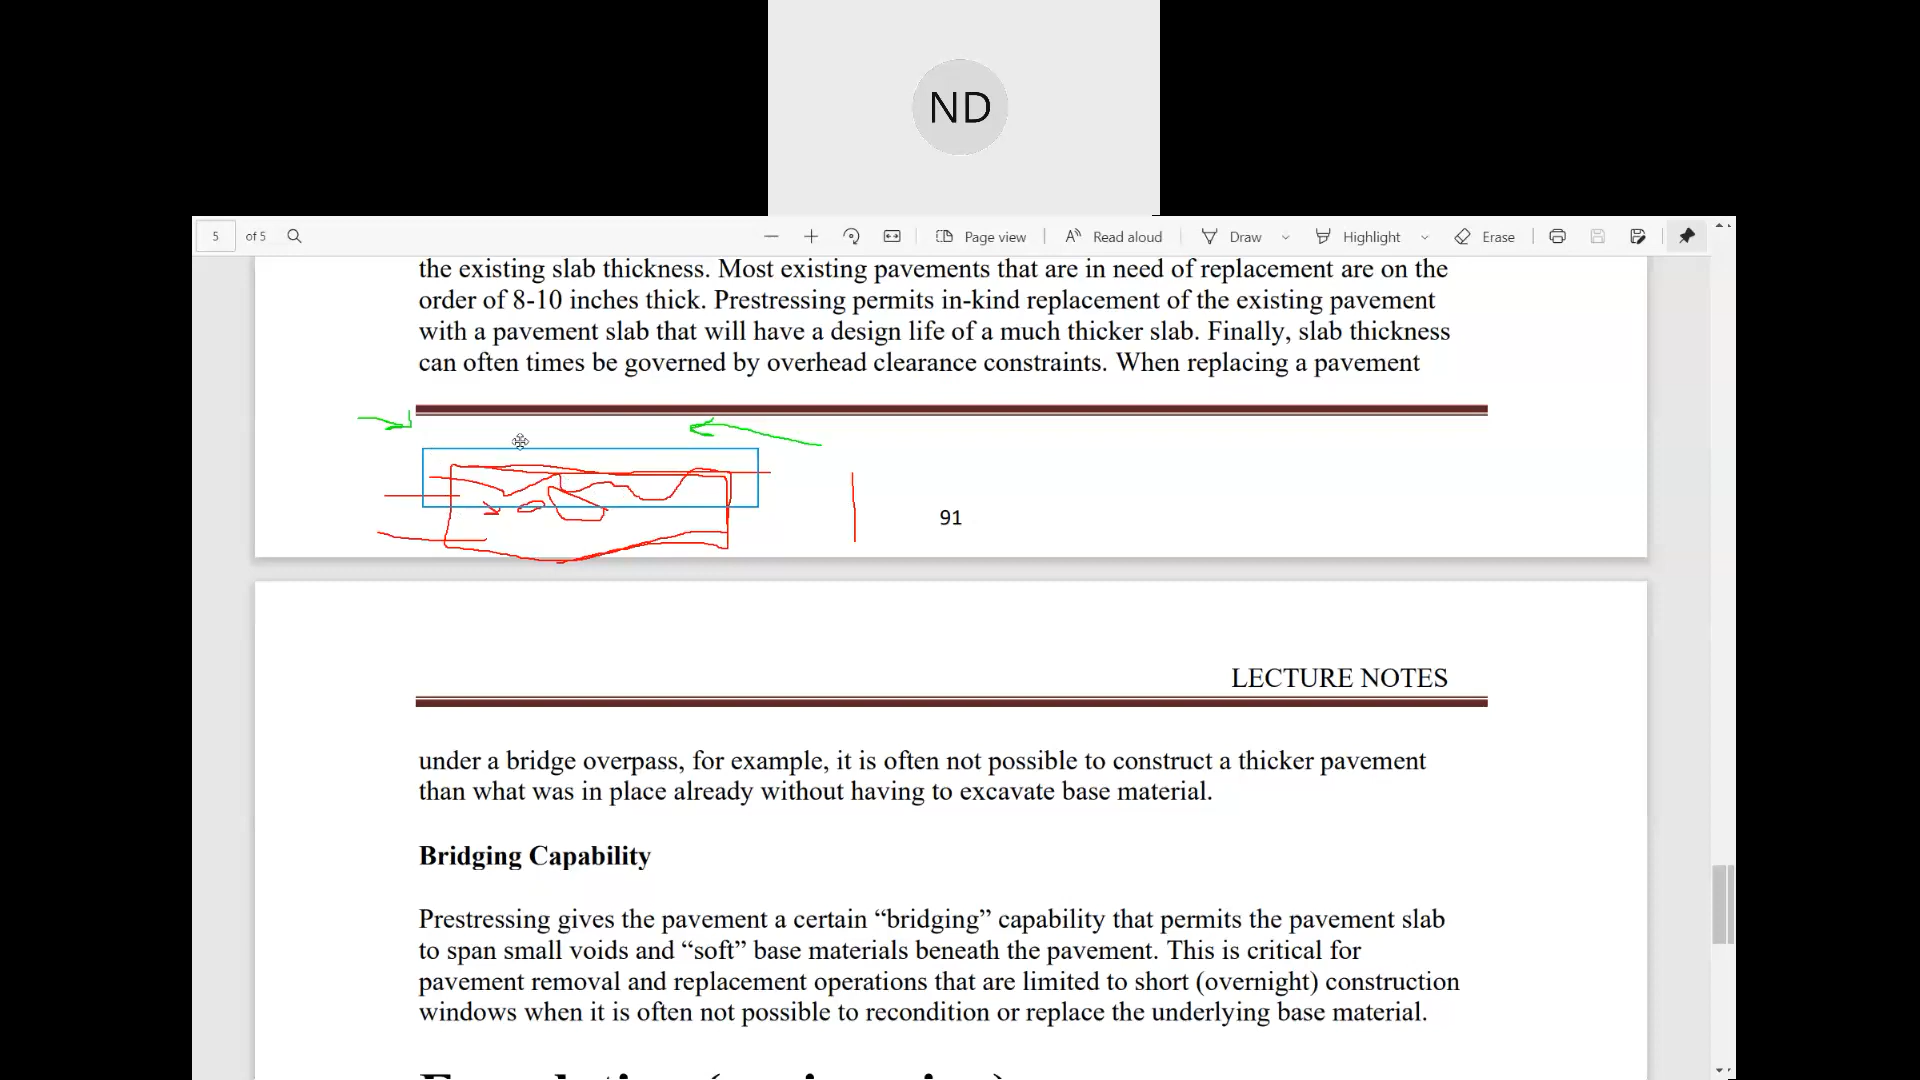 ND
5 of 5 Page view Read aloud Draw Highlight Erase
the existing slab thickness. Most existing pavements that are in need of replacement are on the
order of 8-10 inches thick. Prestressing permits in-kind replacement of the existing pavement
with a pavement slab that will have a design life of a much thicker slab. Finally, slab thickness
can often times be governed by overhead clearance constraints. When replacing a pavement
91
LECTURE NOTES
under a bridge overpass, for example, it is often not possible to construct a thicker pavement
than what was in place already without having to excavate base material.
Bridging Capability
Prestressing gives the pavement a certain “bridging” capability that permits the pavement slab
to span small voids and “soft” base materials beneath the pavement. This is critical for
pavement removal and replacement operations that are limited to short (overnight) construction
windows when it is often not possible to recondition or replace the underlying base material.